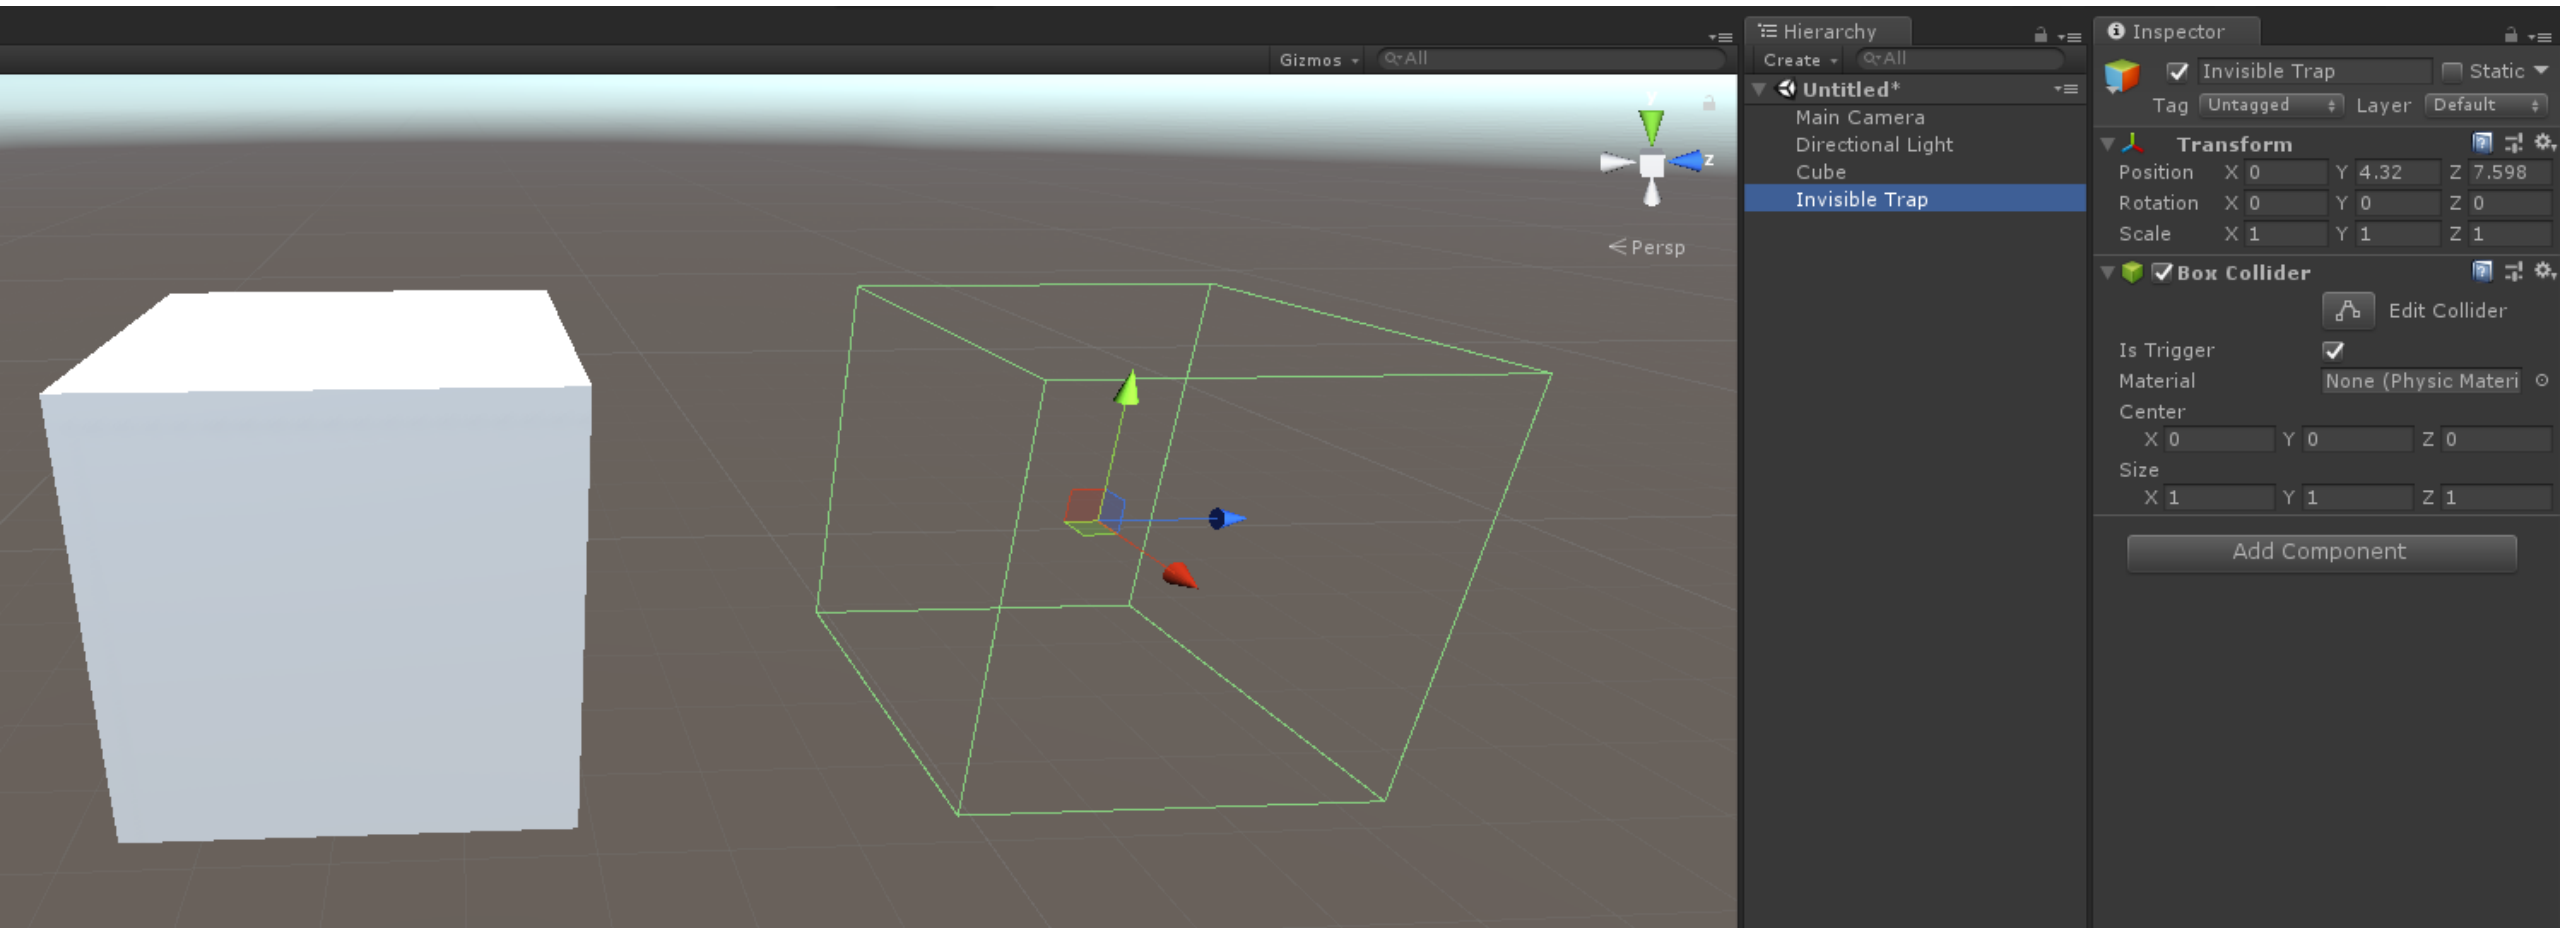 Gizmos
All
Persp
y
z
Hierarchy
Create
All
Untitled*
Main Camera
Directional Light
Cube
Invisible Trap
Inspector
Invisible Trap
Static
Tag Untagged Layer Default
Transform
Position X 0 Y 4.32 Z 7.598
Rotation X 0 Y 0 Z 0
Scale X 1 Y 1 Z 1
Box Collider
Edit Collider
Is Trigger
Material None (Physic Materi
Center
X 0 Y 0 Z 0
Size
X 1 Y 1 Z 1
Add Component